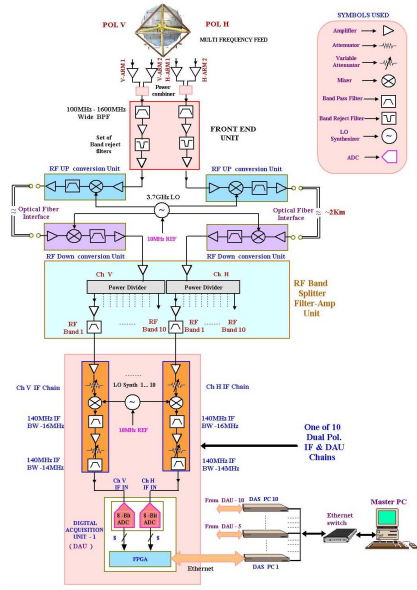 POL V
POL H
SYMBOLS USED
MULTI FREQUENCY FEED
Amplifier
Attenuator
Variable
Attenuator
Mixer
Band Pass Filter
Band Reject Filter
LO
Synthesizer
ADC
V-ARM 1
V-ARM 2
H-ARM 1
H-ARM 2
Power
combiner
100MHz - 1600MHz
Wide BPF
FRONT END
UNIT
Set of
Band reject
filters
RF UP conversion Unit
RF UP conversion Unit
3.7GHz LO
Optical Fiber
Interface
Optical Fiber
Interface
~2Km
10MHz REF
RF Down conversion Unit
RF Down conversion Unit
Ch V
Ch H
Power Divider
Power Divider
RF Band
Splitter
Filter-Amp
Unit
RF
Band 1
RF
Band 10
RF
Band 1
RF
Band 10
Ch V IF Chain
LO Synth 1... 10
Ch H IF Chain
140MHz IF
BW -16MHz
10MHz REF
140MHz IF
BW -16MHz
140MHz IF
BW -14MHz
140MHz IF
BW -14MHz
One of 10
Dual Pol.
IF & DAU
Chains
Ch V
IF IN
Ch H
IF IN
8 -Bit
ADC
8 -Bit
ADC
8
8
DIGITAL
ACQUISITION
UNIT - 1
( DAU )
FPGA
Ethernet
From DAU - 10
DAS PC 10
From DAU - 5
DAS PC 1
Ethernet
switch
Master PC